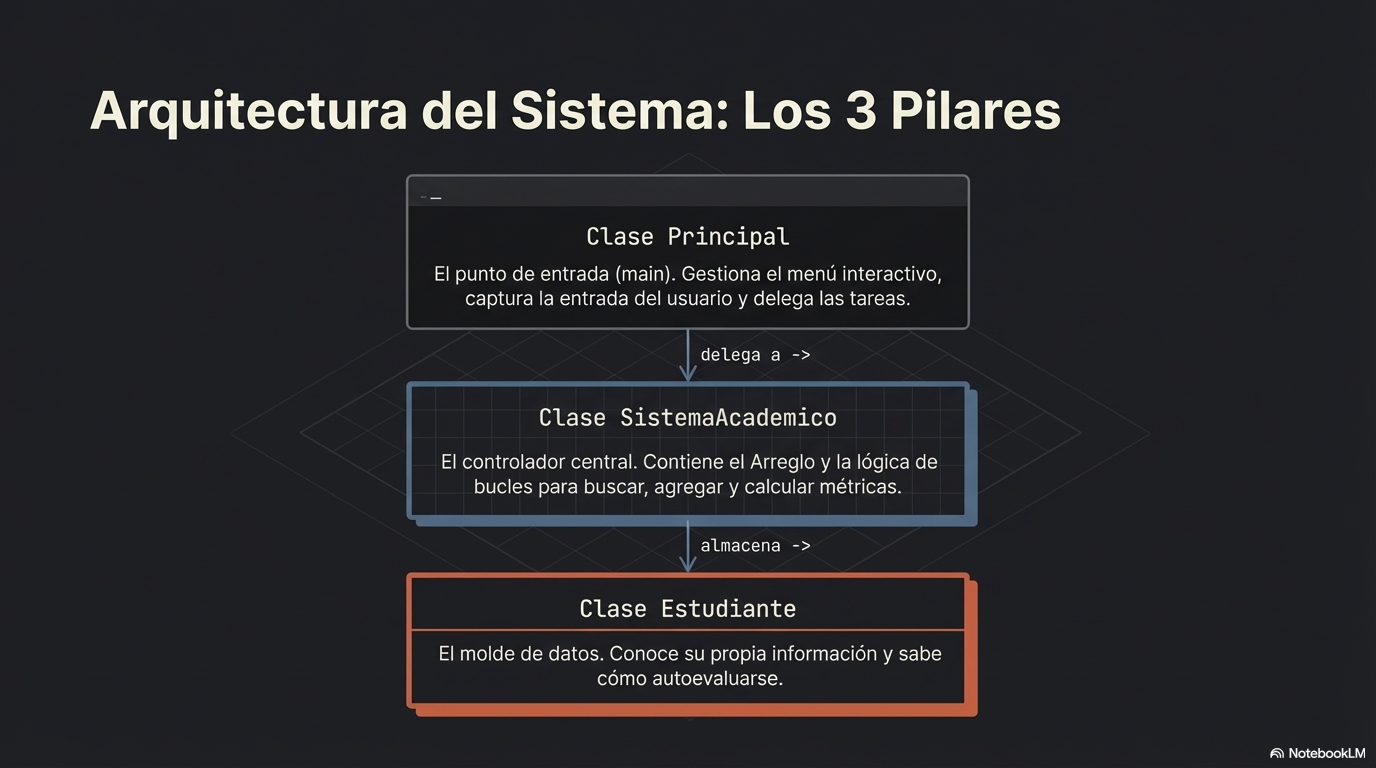 Arquitectura del Sistema: Los 3 Pilares
Clase Principal
El punto de entrada (main). Gestiona el menú interactivo,
captura la entrada del usuario y delega las tareas.
delega a ->
Clase SistemaAcademico
El controlador central. Contiene el Arreglo y la lógica de
bucles para buscar, agregar y calcular métricas.
almacena ->
Clase Estudiante
El molde de datos. Conoce su propia información y sabe
cómo autoevaluarse.
NotebookLM